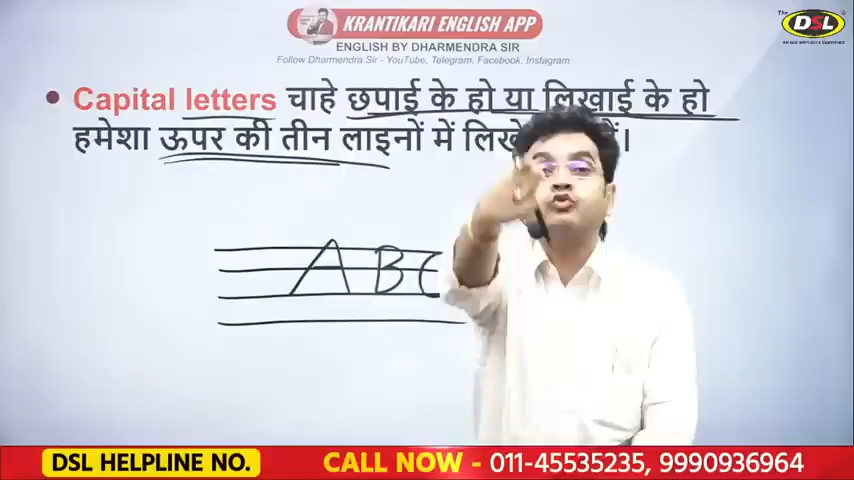 KRANTIKARI ENGLISH APP
ENGLISH BY DHARMENDRA SIR
Follow Dharmendra Sir - YouTube, Telegram, Facebook, Instagram
The DSL
• Capital letters चाहे छपाई के हो या लिखाई के हो
हमेशा ऊपर की तीन लाइनों में
A B C
DSL HELPLINE NO. CALL NOW - 011-45535235, 9990936964